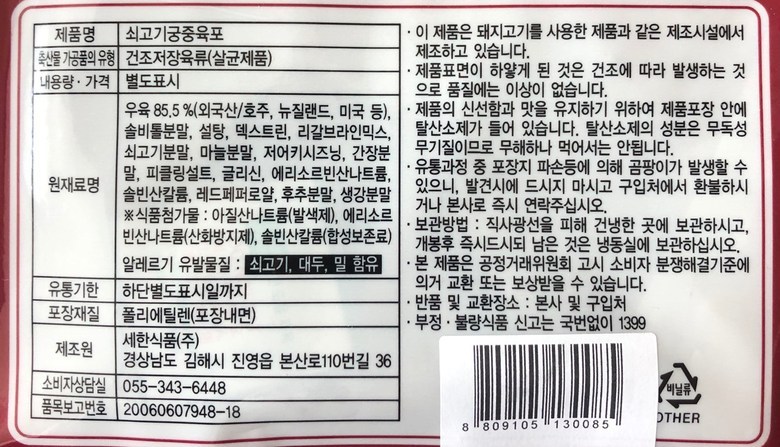 제품명 쇠고기궁중육포
축산물 가공품의 유형 건조저장육류(살균제품)
내용량·가격 별도표시
원재료명
우육 85.5 %(외국산/호주, 뉴질랜드, 미국 등),
솔비톨분말, 설탕, 덱스트린, 리갈브라인믹스,
쇠고기분말, 마늘분말, 저어키시즈닝, 간장분
말, 피클링설트, 글리신, 에리소르빈산나트륨,
솔빈산칼륨, 레드페퍼로얄, 후추분말, 생강분말
※식품첨가물 : 아질산나트륨(발색제), 에리소르
빈산나트륨(산화방지제), 솔빈산칼륨(합성보존료)
알레르기 유발물질 : 쇠고기, 대두, 밀 함유
유통기한 하단별도표시일까지
포장재질 폴리에틸렌(포장내면)
제조원 세한식품(주)
경상남도 김해시 진영읍 본산로110번길 36
소비자상담실 055-343-6448
품목보고번호 20060607948-18
· 이 제품은 돼지고기를 사용한 제품과 같은 제조시설에서
제조하고 있습니다.
· 제품표면이 하얗게 된 것은 건조에 따라 발생하는 것
으로 품질에는 이상이 없습니다.
· 제품의 신선함과 맛을 유지하기 위하여 제품포장 안에
탈산소제가 들어 있습니다. 탈산소제의 성분은 무독성
무기질이므로 무해하나 먹어서는 안됩니다.
· 유통과정 중 포장지 파손등에 의해 곰팡이가 발생할 수
있으니, 발견시에 드시지 마시고 구입처에서 환불하시
거나 본사로 즉시 연락주십시오.
· 보관방법 : 직사광선을 피해 건냉한 곳에 보관하시고,
개봉후 즉시드시되 남은 것은 냉동실에 보관하십시오.
· 본 제품은 공정거래위원회 고시 소비자 분쟁해결기준에
의거 교환 또는 보상받을 수 있습니다.
· 반품 및 교환장소 : 본사 및 구입처
· 부정·불량식품 신고는 국번없이 1399
8 809105 130085
비닐류
OTHER